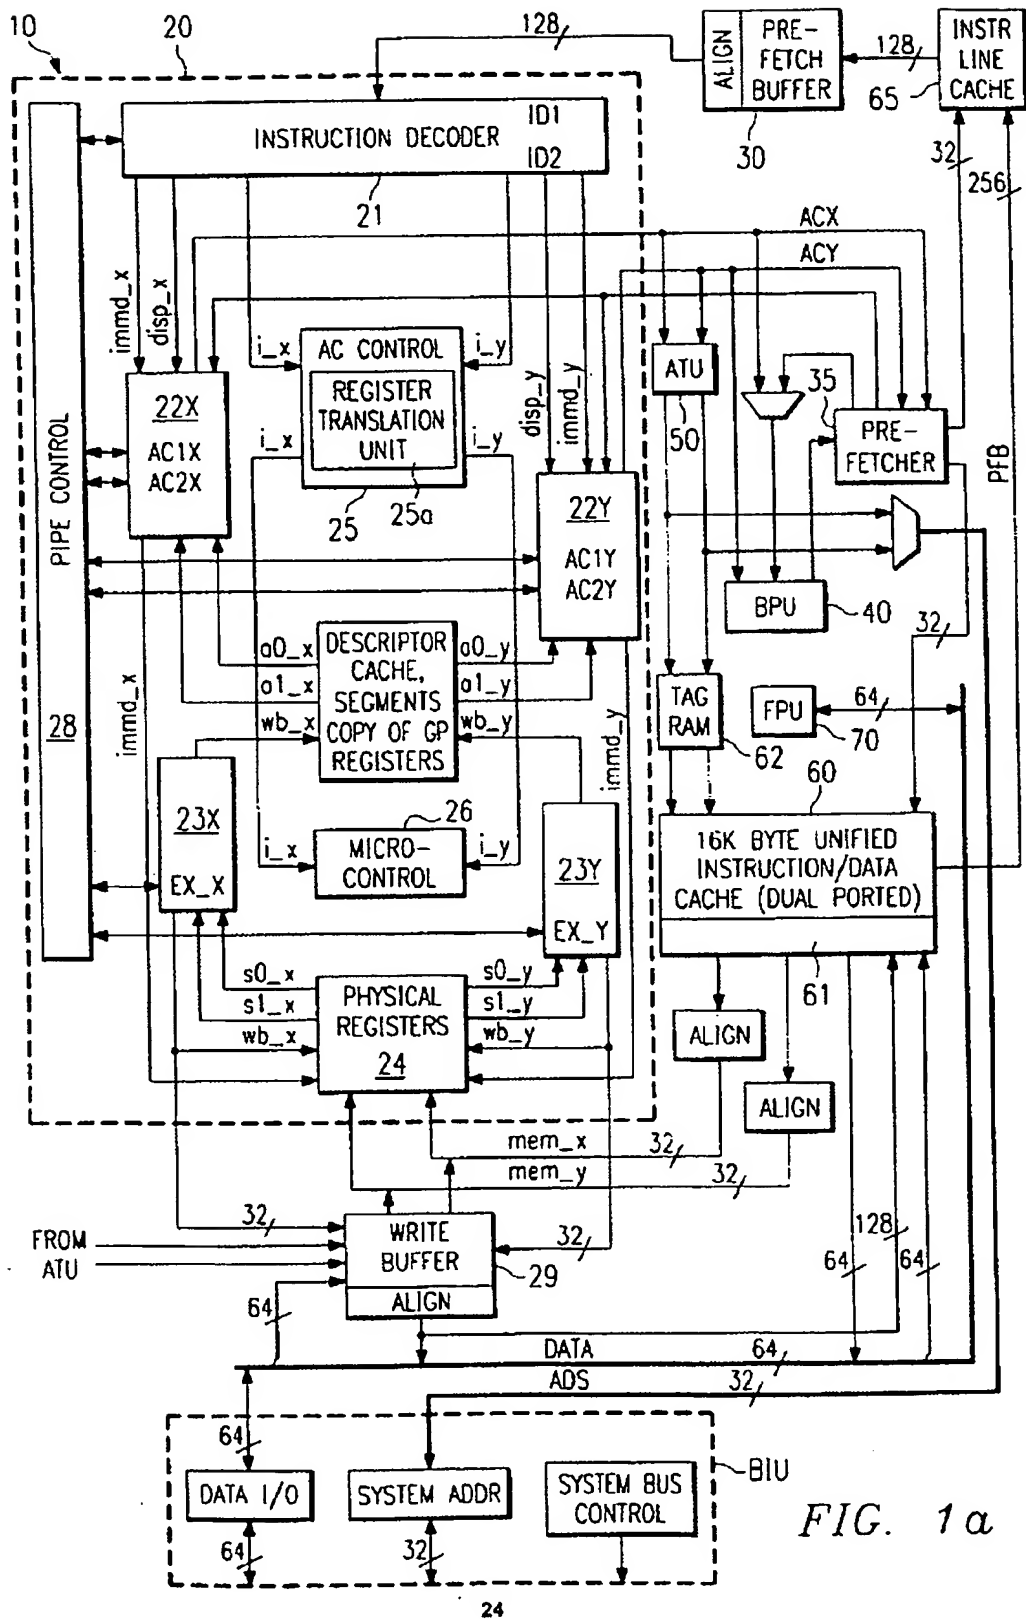 10
20
128
ALIGN
PRE-
FETCH
BUFFER
30
128
INSTR
LINE
CACHE
65
INSTRUCTION DECODER
ID1
ID2
21
32
256
PFB
ACX
ACY
immd_x
disp_x
i_x
AC CONTROL
i_y
REGISTER
TRANSLATION
UNIT
i_x
i_y
25
25a
disp_y
immd_y
PIPE CONTROL
28
22X
AC1X
AC2X
22Y
AC1Y
AC2Y
ATU
50
35
PRE-
FETCHER
BPU
40
32
a0_x
a1_x
wb_x
DESCRIPTOR
CACHE,
SEGMENTS
COPY OF GP
REGISTERS
a0_y
a1_y
wb_y
immd_x
immd_y
TAG
RAM
62
FPU
70
64
60
23X
EX_X
26
i_x
MICRO-
CONTROL
i_y
23Y
EX_Y
16K BYTE UNIFIED
INSTRUCTION/DATA
CACHE (DUAL PORTED)
61
s0_x
s1_x
wb_x
PHYSICAL
REGISTERS
24
s0_y
s1_y
wb_y
ALIGN
ALIGN
mem_x
32
mem_y
32
32
FROM
ATU
WRITE
BUFFER
ALIGN
32
29
64
64
128
64
DATA
64
ADS
32
64
DATA I/O
64
SYSTEM ADDR
32
SYSTEM BUS
CONTROL
BIU
FIG. 1a
24